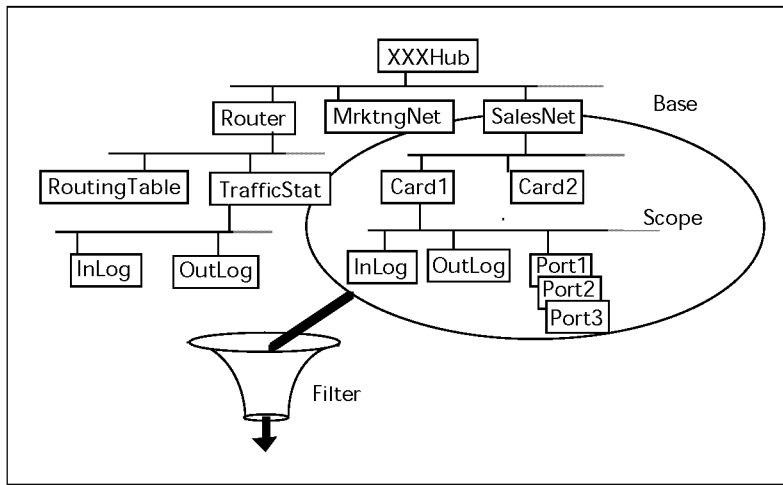 XXXHub
Base
Router
MrktngNet
SalesNet
RoutingTable
TrafficStat
Card1
Card2
Scope
InLog
OutLog
InLog
OutLog
Port1
Port2
Port3
Filter